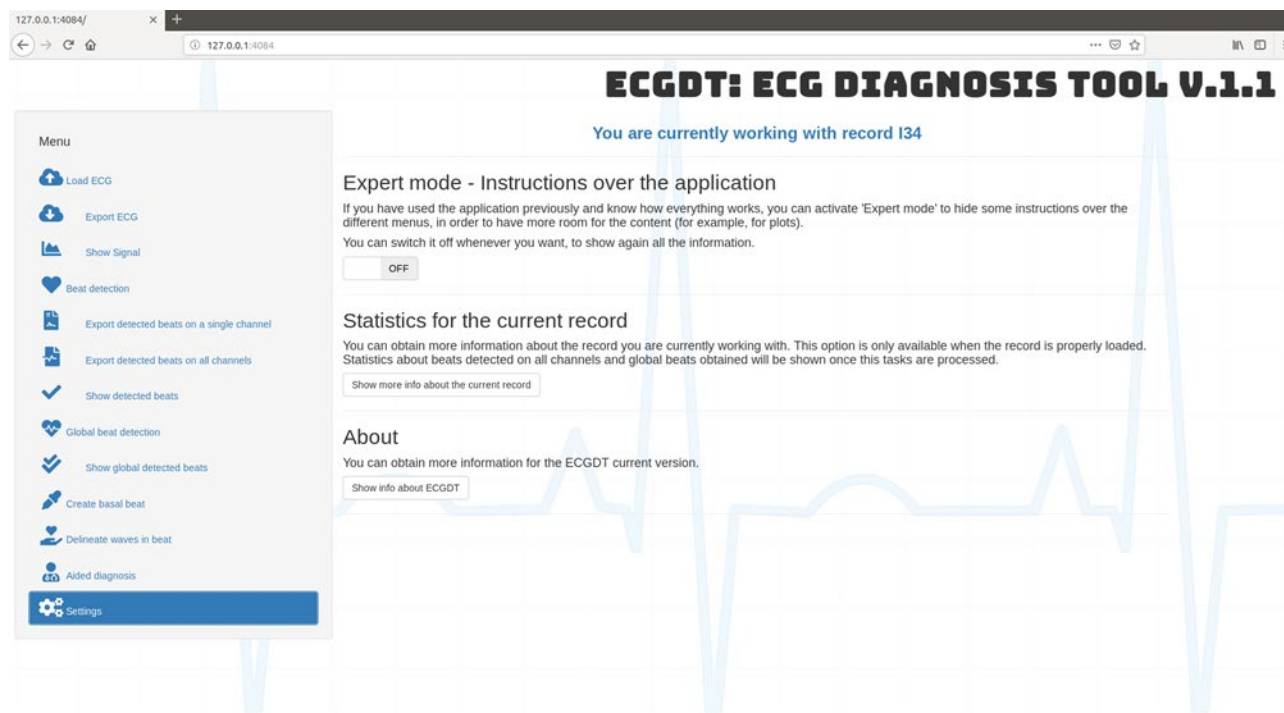 127.0.0.1:4084/
127.0.0.1:4084
ECGDT: ECG DIAGNOSIS TOOL V.1.1
Menu
Load ECG
Export ECG
Show Signal
Beat detection
Export detected beats on a single channel
Export detected beats on all channels
Show detected beats
Global beat detection
Show global detected beats
Create basal beat
Delineate waves in beat
Aided diagnosis
Settings
You are currently working with record I34
Expert mode - Instructions over the application
If you have used the application previously and know how everything works, you can activate 'Expert mode' to hide some instructions over the
different menus, in order to have more room for the content (for example, for plots).
You can switch it off whenever you want, to show again all the information.
OFF
Statistics for the current record
You can obtain more information about the record you are currently working with. This option is only available when the record is properly loaded.
Statistics about beats detected on all channels and global beats obtained will be shown once this tasks are processed.
Show more info about the current record
About
You can obtain more information for the ECGDT current version.
Show info about ECGDT